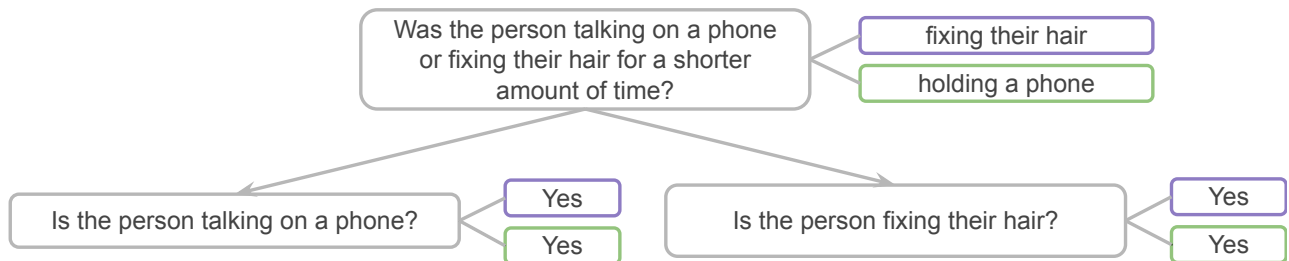 Was the person talking on a phone
or fixing their hair for a shorter
amount of time?
fixing their hair
holding a phone
Is the person talking on a phone?
Yes
Yes
Is the person fixing their hair?
Yes
Yes